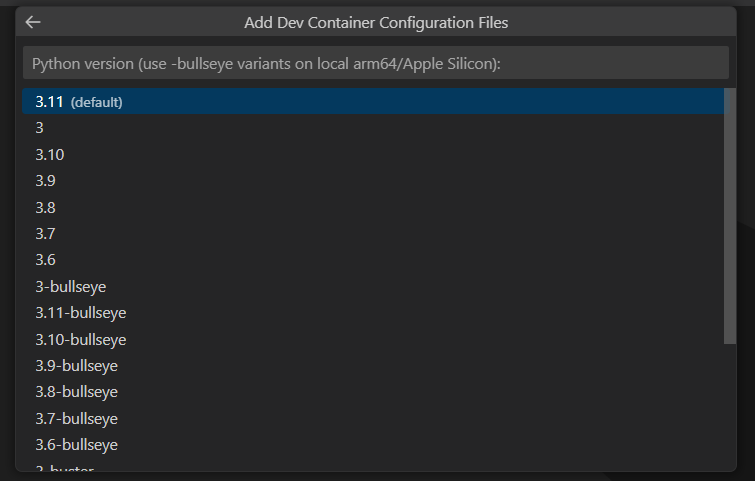 Add Dev Container Configuration Files
Python version (use -bullseye variants on local arm64/Apple Silicon):
3.11 (default)
3
3.10
3.9
3.8
3.7
3.6
3-bullseye
3.11-bullseye
3.10-bullseye
3.9-bullseye
3.8-bullseye
3.7-bullseye
3.6-bullseye
3-buster